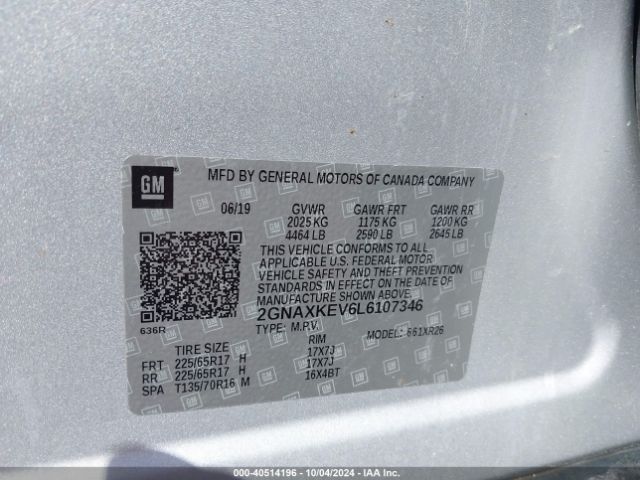 GM
MFD BY GENERAL MOTORS OF CANADA COMPANY
06/19 GVWR GAWR FRT GAWR RR
2025 KG 1175 KG 1200 KG
4464 LB 2590 LB 2645 LB
THIS VEHICLE CONFORMS TO ALL
APPLICABLE U.S. FEDERAL MOTOR
VEHICLE SAFETY AND THEFT PREVENTION
STANDARDS IN EFFECT ON THE DATE OF
MANUFACTURE SHOWN ABOVE.
2GNAXKEV6L6107346
636R
TYPE: M.P.V. MODEL: 661XR26
TIRE SIZE RIM
FRT 225/65R17 H 17X7J
RR 225/65R17 H 17X7J
SPA T135/70R16 M 16X4BT
000-40514196 - 10/04/2024 - IAAI.COM